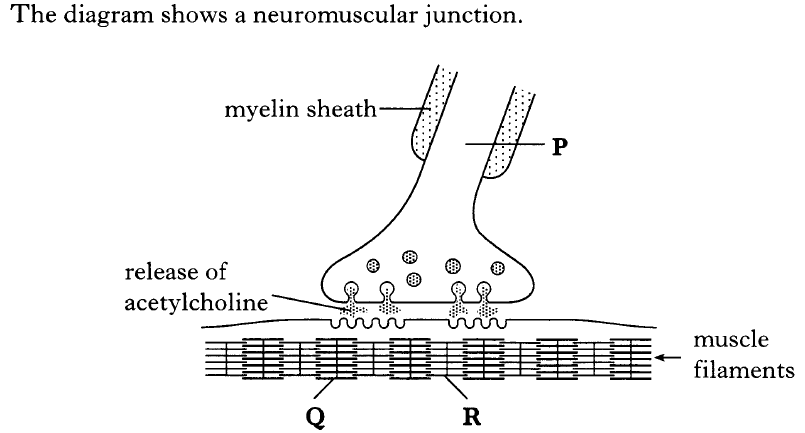 The diagram shows a neuromuscular junction.
myelin sheath
P
release of
acetylcholine
muscle
filaments
Q
R